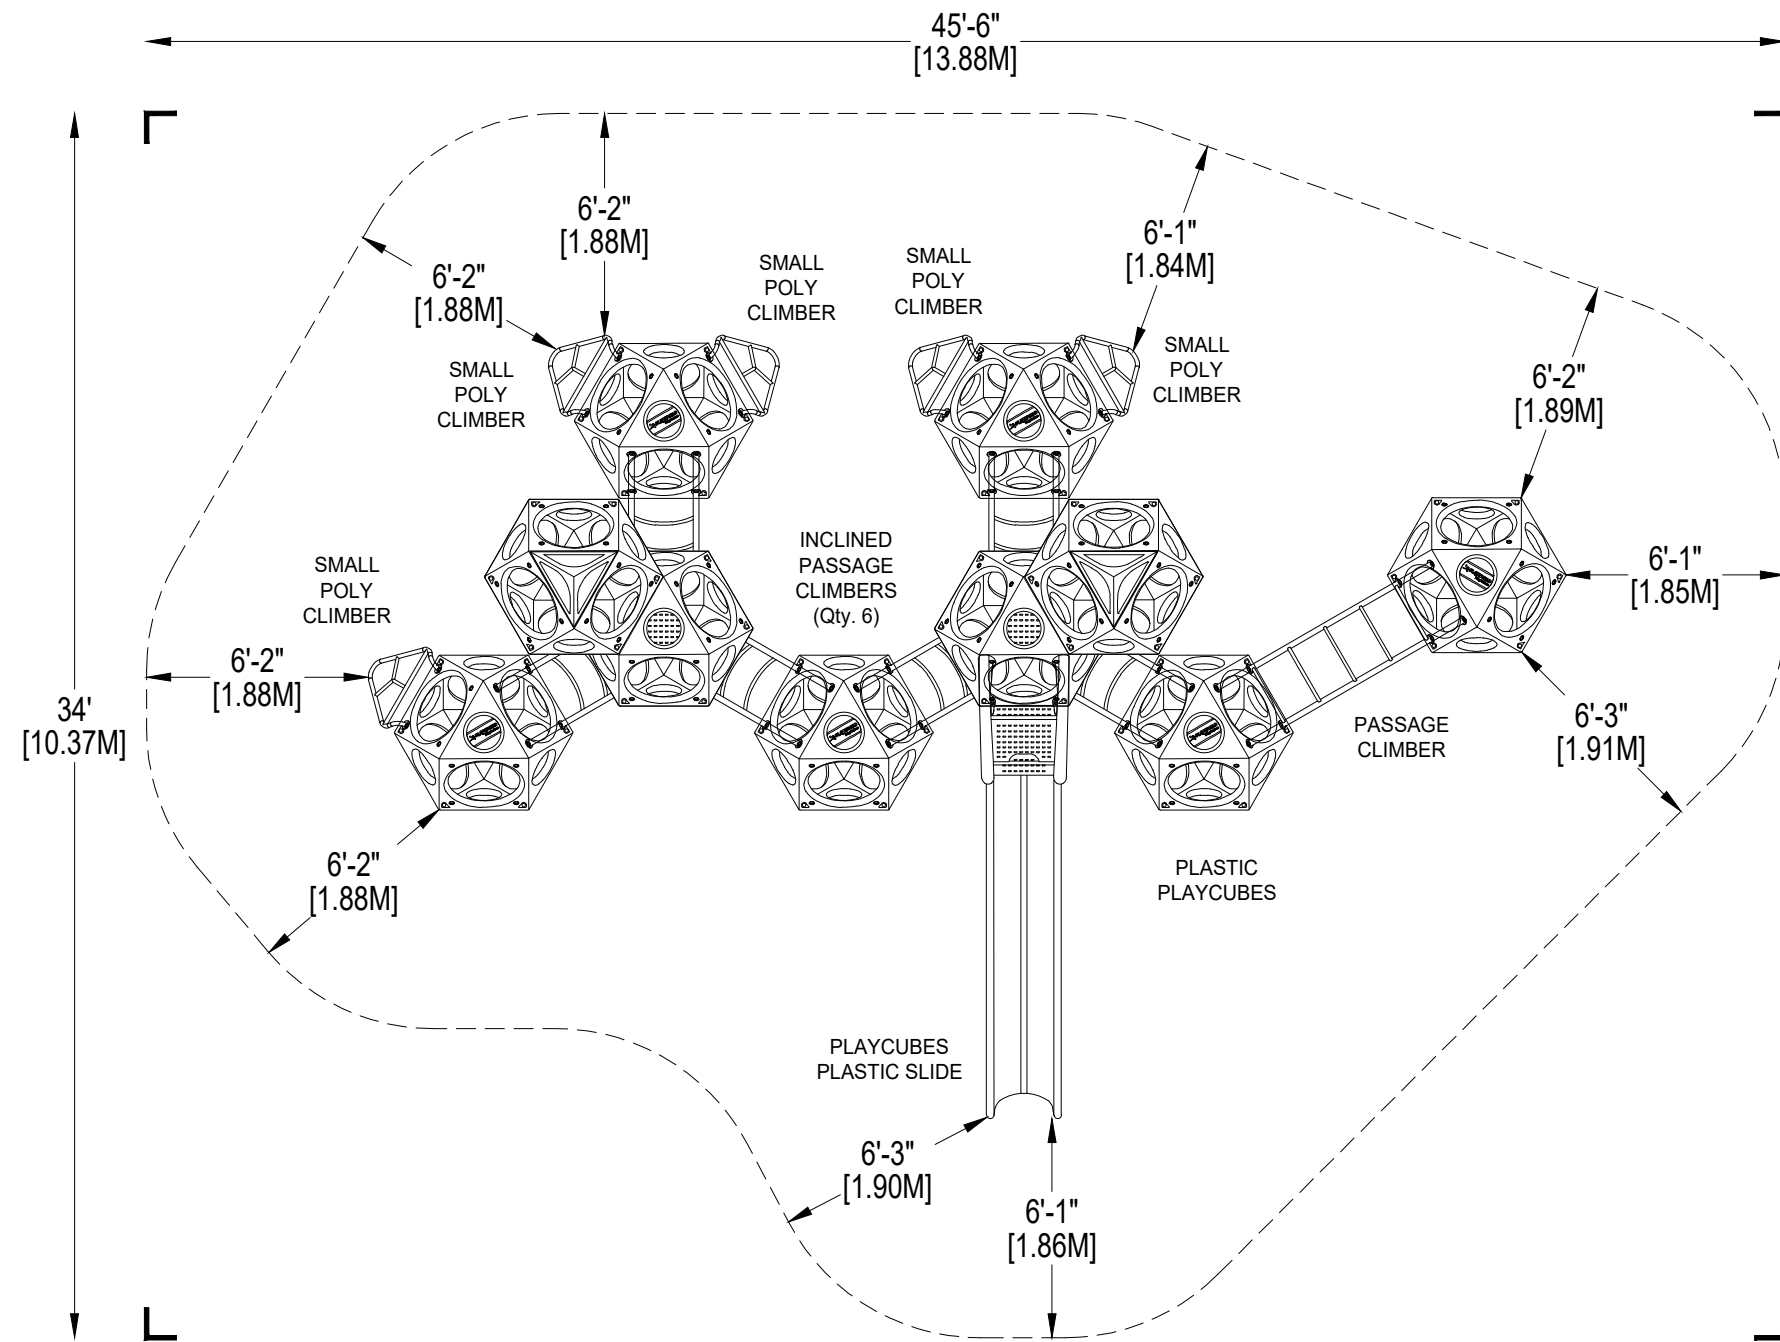 45'-6"
[13.88M]
6'-2"
[1.88M]
6'-1"
[1.84M]
6'-2"
[1.88M]
SMALL
POLY
CLIMBER
SMALL
POLY
CLIMBER
SMALL
POLY
CLIMBER
SMALL
POLY
CLIMBER
6'-2"
[1.89M]
INCLINED
PASSAGE
CLIMBERS
(Qty. 6)
SMALL
POLY
CLIMBER
6'-1"
[1.85M]
6'-2"
[1.88M]
34'
[10.37M]
PASSAGE
CLIMBER
6'-3"
[1.91M]
6'-2"
[1.88M]
PLASTIC
PLAYCUBES
PLAYCUBES
PLASTIC SLIDE
6'-3"
[1.90M]
6'-1"
[1.86M]